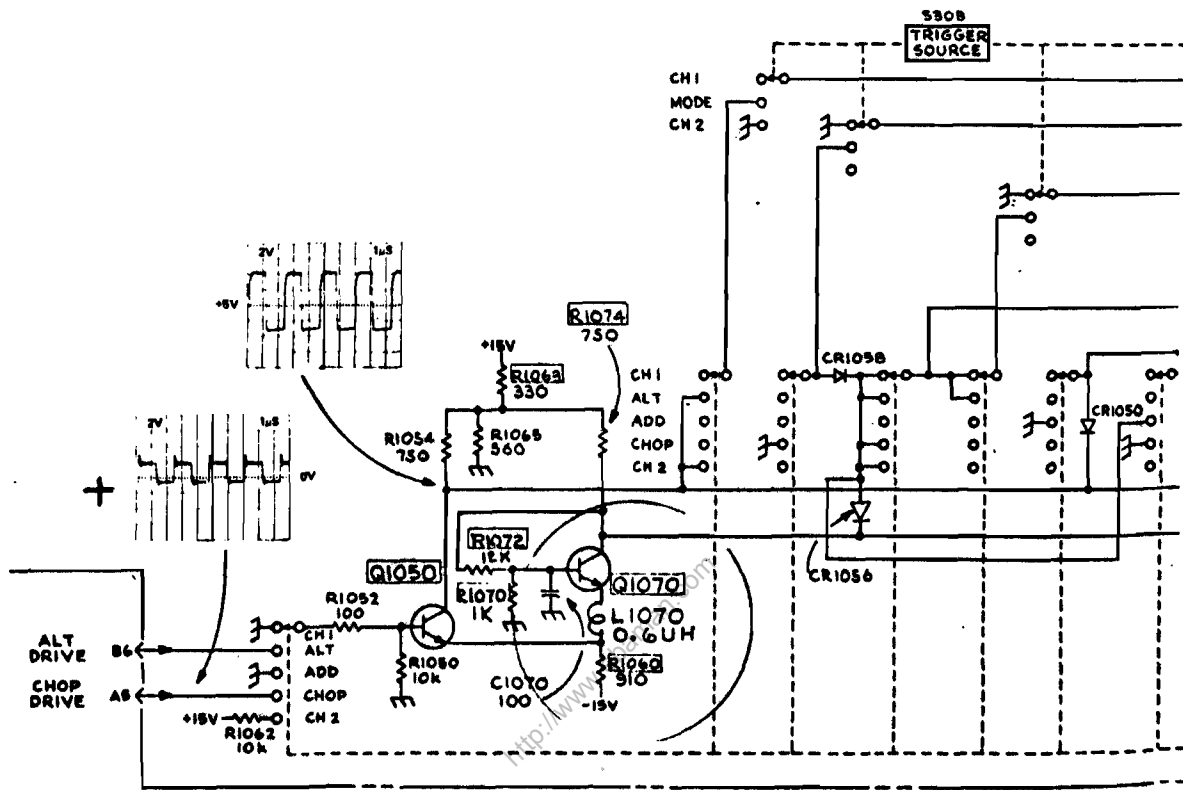 S30B
TRIGGER
SOURCE
CH 1
MODE
CH 2
2V 1µS
+5V
R1074
750
+15V
R1063
330
CR1058
CH 1
ALT
ADD
CHOP
CH 2
CR1050
R1054
750
R1065
560
2V 1µS
0V
R1072
12K
Q1050
Q1070
R1070
1K
CR1056
L1070
0.6UH
R1052
100
CH 1
ALT
ADD
CHOP
CH 2
ALT
DRIVE
B6
CHOP
DRIVE
A5
R1050
10k
C1070
100
R1060
510
-15V
+15V
R1062
10k